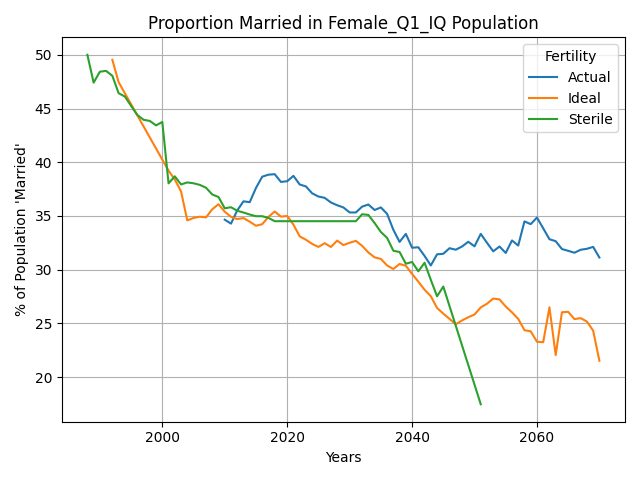 Proportion Married in Female_Q1_IQ Population
% of Population 'Married'
50
45
40
35
30
25
20
Fertility
Actual
Ideal
Sterile
2000
2020
2040
2060
Years